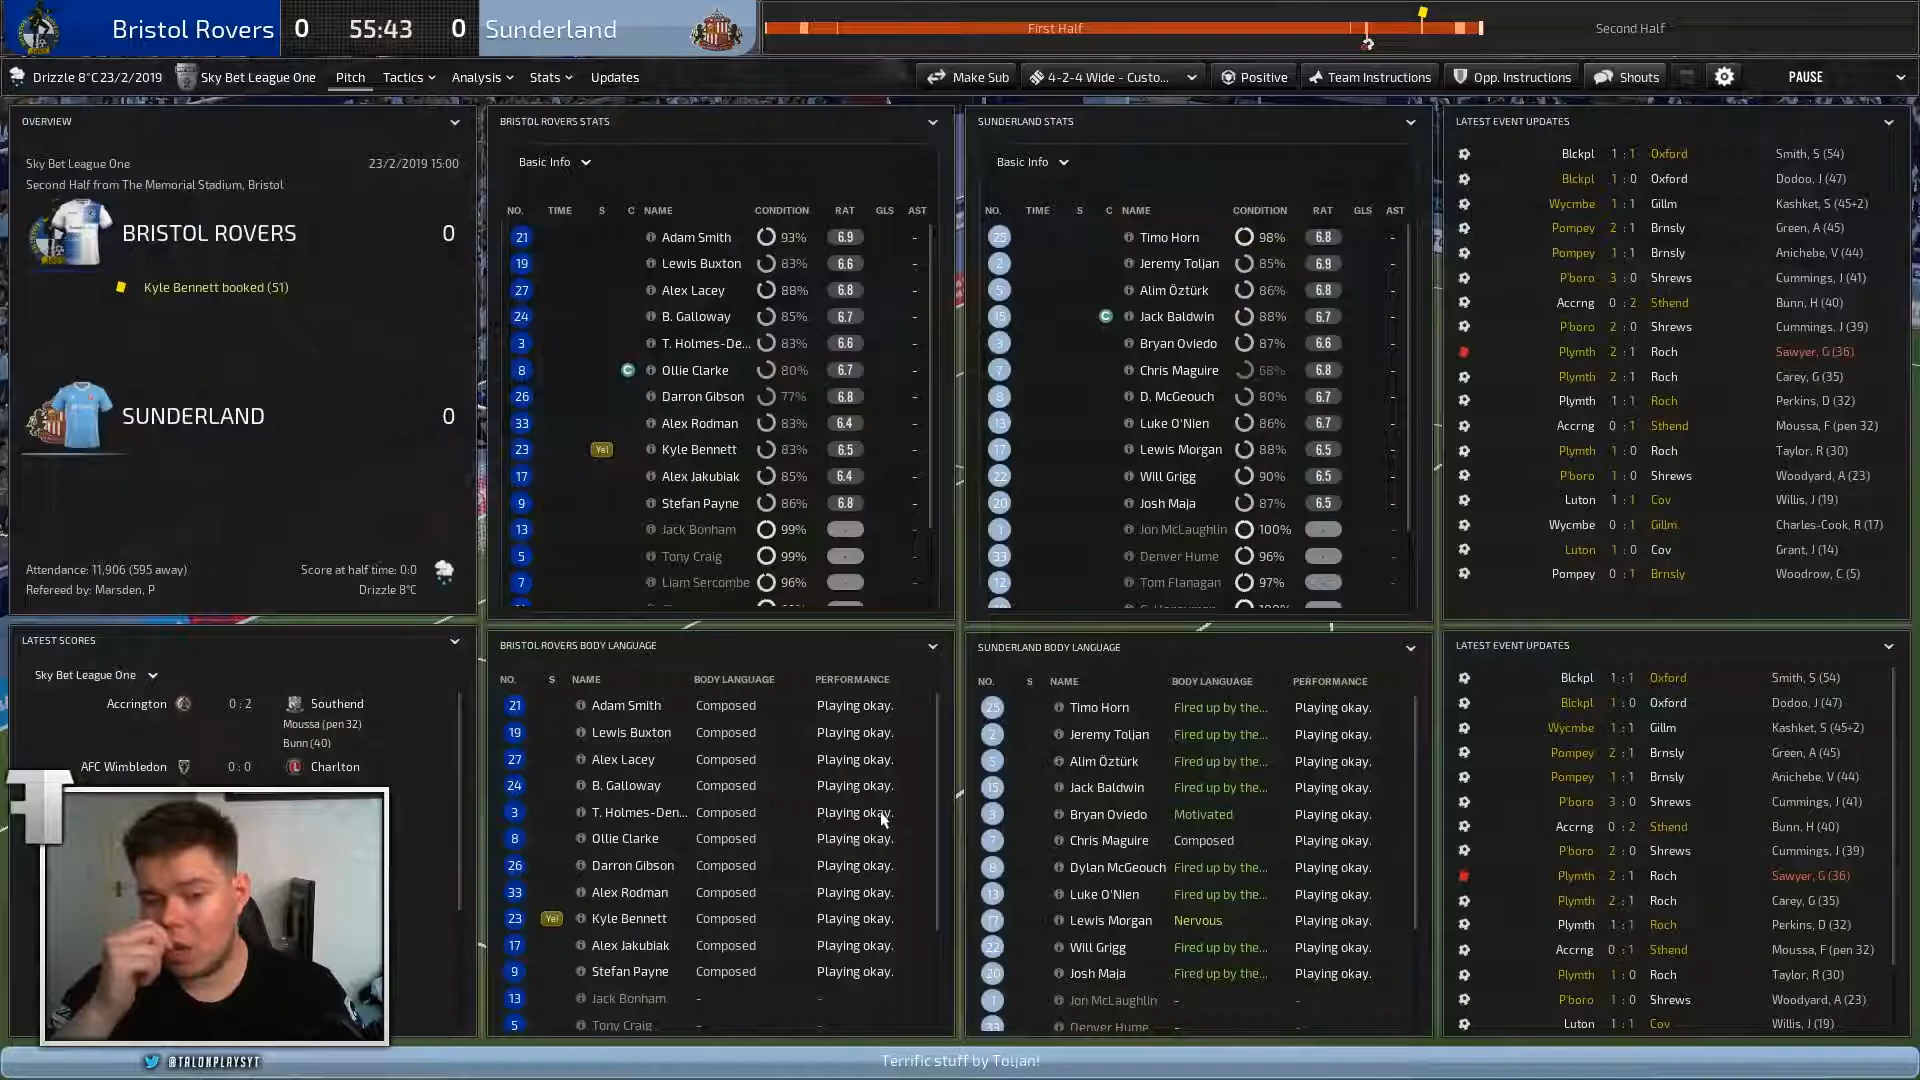 Bristol Rovers 0 55:43 0 Sunderland
First Half Second Half
Drizzle 8°C 23/2/2019 Sky Bet League One Pitch Tactics Analysis Stats Updates Make Sub 4-2-4 Wide - Custo... Positive Team Instructions Opp. Instructions Shouts PAUSE
OVERVIEW
Sky Bet League One 23/2/2019 15:00
Second Half from The Memorial Stadium, Bristol
BRISTOL ROVERS 0
Kyle Bennett booked (51)
SUNDERLAND 0
Attendance: 11,906 (595 away) Score at half time: 0:0
Refereed by: Marsden, P Drizzle 8°C
BRISTOL ROVERS STATS
Basic Info
NO. TIME S C NAME CONDITION RAT GLS AST
21 Adam Smith 93% 6.9 -
19 Lewis Buxton 83% 6.6 -
27 Alex Lacey 88% 6.8 -
24 B. Galloway 85% 6.7 -
3 T. Holmes-De... 83% 6.6 -
8 C Ollie Clarke 80% 6.7 -
26 Darron Gibson 77% 6.8 -
33 Alex Rodman 83% 6.4 -
23 Yel Kyle Bennett 83% 6.5 -
17 Alex Jakubiak 85% 6.4 -
9 Stefan Payne 86% 6.8 -
13 Jack Bonham 99% - -
5 Tony Craig 99% - -
7 Liam Sercombe 96% - -
SUNDERLAND STATS
Basic Info
NO. TIME S C NAME CONDITION RAT GLS AST
25 Timo Horn 98% 6.8 -
2 Jeremy Toljan 85% 6.9 -
5 Alim Öztürk 86% 6.8 -
15 C Jack Baldwin 88% 6.7 -
3 Bryan Oviedo 87% 6.6 -
7 Chris Maguire 68% 6.8 -
8 D. McGeouch 80% 6.7 -
13 Luke O'Nien 86% 6.7 -
17 Lewis Morgan 88% 6.5 -
22 Will Grigg 90% 6.5 -
20 Josh Maja 87% 6.5 -
1 Jon McLaughlin 100% - -
33 Denver Hume 96% - -
12 Tom Flanagan 97% -
LATEST EVENT UPDATES
Blckpl 1 : 1 Oxford Smith, S (54)
Blckpl 1 : 0 Oxford Dodoo, J (47)
Wycmbe 1 : 1 Gillm Kashket, S (45+2)
Pompey 2 : 1 Brnsly Green, A (45)
Pompey 1 : 1 Brnsly Anichebe, V (44)
P'boro 3 : 0 Shrews Cummings, J (41)
Accrng 0 : 2 Sthend Bunn, H (40)
P'boro 2 : 0 Shrews Cummings, J (39)
Plymth 2 : 1 Roch Sawyer, G (36)
Plymth 2 : 1 Roch Carey, G (35)
Plymth 1 : 1 Roch Perkins, D (32)
Accrng 0 : 1 Sthend Moussa, F (pen 32)
Plymth 1 : 0 Roch Taylor, R (30)
P'boro 1 : 0 Shrews Woodyard, A (23)
Luton 1 : 1 Cov Willis, J (19)
Wycmbe 0 : 1 Gillm Charles-Cook, R (17)
Luton 1 : 0 Cov Grant, J (14)
Pompey 0 : 1 Brnsly Woodrow, C (5)
LATEST SCORES
Sky Bet League One
Accrington 0 : 2 Southend
Moussa (pen 32)
Bunn (40)
AFC Wimbledon 0 : 0 Charlton
BRISTOL ROVERS BODY LANGUAGE
NO. S NAME BODY LANGUAGE PERFORMANCE
21 Adam Smith Composed Playing okay.
19 Lewis Buxton Composed Playing okay.
27 Alex Lacey Composed Playing okay.
24 B. Galloway Composed Playing okay.
3 T. Holmes-Den... Composed Playing okay.
8 Ollie Clarke Composed Playing okay.
26 Darron Gibson Composed Playing okay.
33 Alex Rodman Composed Playing okay.
23 Yel Kyle Bennett Composed Playing okay.
17 Alex Jakubiak Composed Playing okay.
9 Stefan Payne Composed Playing okay.
13 Jack Bonham - -
5 Tony Craig - -
SUNDERLAND BODY LANGUAGE
NO. S NAME BODY LANGUAGE PERFORMANCE
25 Timo Horn Fired up by the... Playing okay.
2 Jeremy Toljan Fired up by the... Playing okay.
5 Alim Öztürk Fired up by the... Playing okay.
15 Jack Baldwin Fired up by the... Playing okay.
3 Bryan Oviedo Motivated Playing okay.
7 Chris Maguire Composed Playing okay.
8 Dylan McGeouch Fired up by the... Playing okay.
13 Luke O'Nien Fired up by the... Playing okay.
17 Lewis Morgan Nervous Playing okay.
22 Will Grigg Fired up by the... Playing okay.
20 Josh Maja Fired up by the... Playing okay.
1 Jon McLaughlin - -
33 Denver Hume - -
LATEST EVENT UPDATES
Blckpl 1 : 1 Oxford Smith, S (54)
Blckpl 1 : 0 Oxford Dodoo, J (47)
Wycmbe 1 : 1 Gillm Kashket, S (45+2)
Pompey 2 : 1 Brnsly Green, A (45)
Pompey 1 : 1 Brnsly Anichebe, V (44)
P'boro 3 : 0 Shrews Cummings, J (41)
Accrng 0 : 2 Sthend Bunn, H (40)
P'boro 2 : 0 Shrews Cummings, J (39)
Plymth 2 : 1 Roch Sawyer, G (36)
Plymth 2 : 1 Roch Carey, G (35)
Plymth 1 : 1 Roch Perkins, D (32)
Accrng 0 : 1 Sthend Moussa, F (pen 32)
Plymth 1 : 0 Roch Taylor, R (30)
P'boro 1 : 0 Shrews Woodyard, A (23)
Luton 1 : 1 Cov Willis, J (19)
@TALONPLAYSYT
Terrific stuff by Toljan!